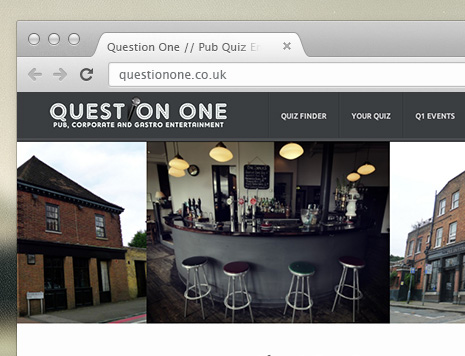 Question One // Pub Quiz En
questionone.co.uk
QUESTION ONE
PUB, CORPORATE AND GASTRO ENTERTAINMENT
QUIZ FINDER
YOUR QUIZ
Q1 EVENTS